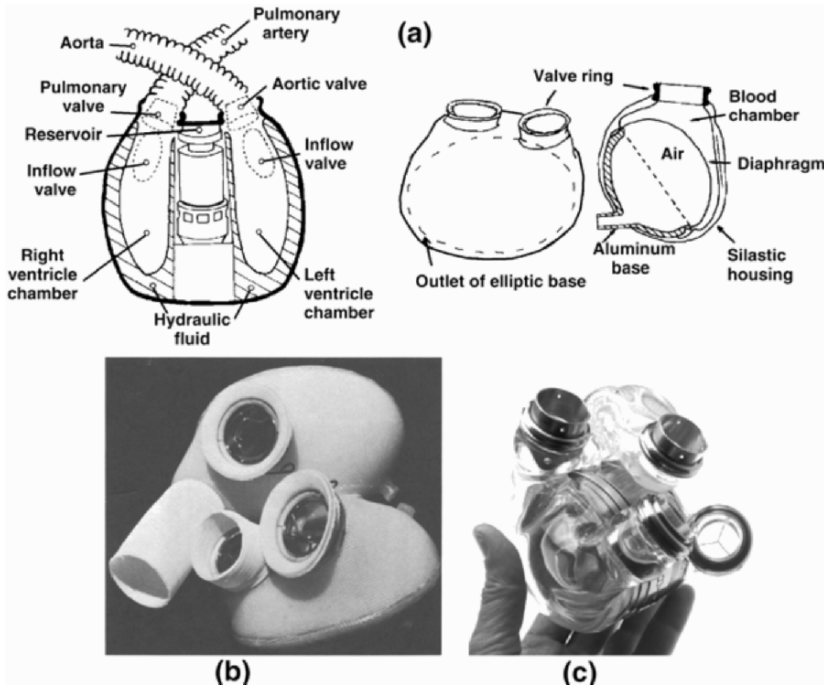 Pulmonary
artery
Aorta
(a)
Pulmonary
valve
Aortic valve
Reservoir
Inflow
valve
Inflow
valve
Right
ventricle
chamber
Left
ventricle
chamber
Hydraulic
fluid
Valve ring
Blood
chamber
Air
Diaphragm
Aluminum
base
Silastic
housing
Outlet of elliptic base
(b)
(c)